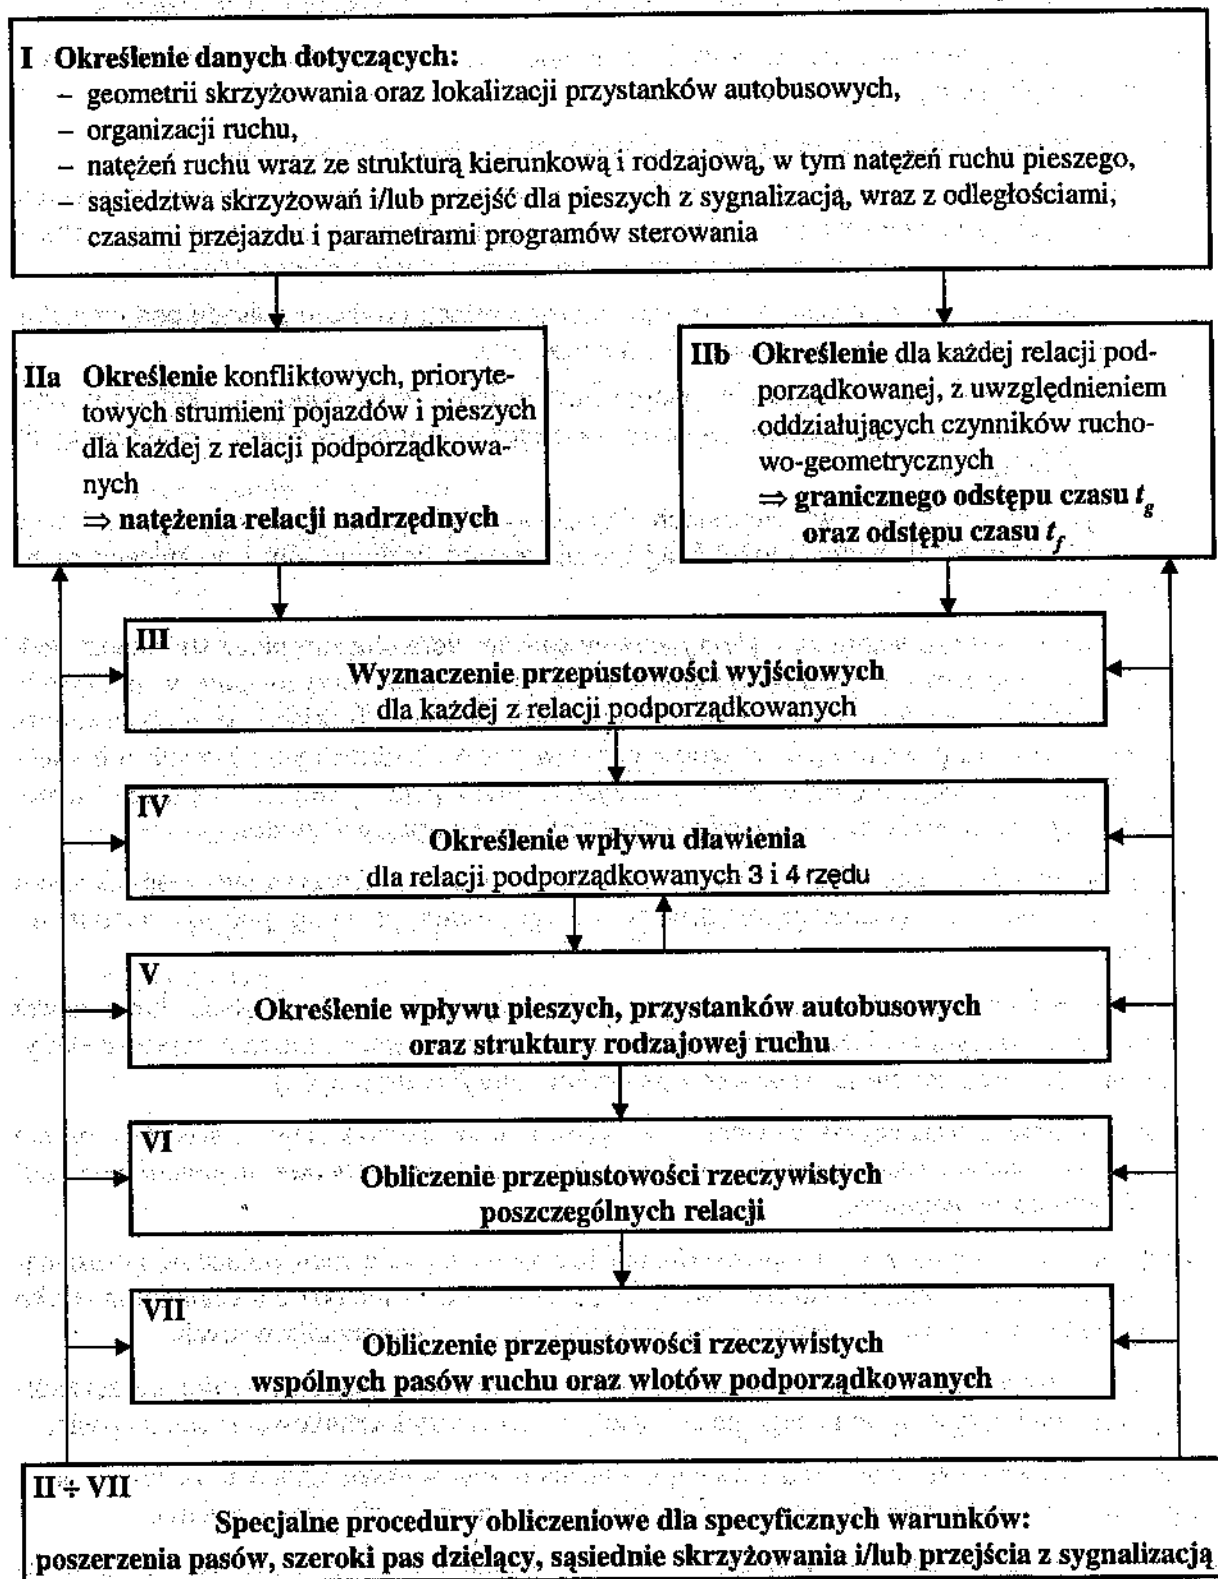 I Określenie danych dotyczących:
– geometrii skrzyżowania oraz lokalizacji przystanków autobusowych,
– organizacji ruchu,
– natężeń ruchu wraz ze strukturą kierunkową i rodzajową, w tym natężeń ruchu pieszego,
– sąsiedztwa skrzyżowań i/lub przejść dla pieszych z sygnalizacją, wraz z odległościami,
czasami przejazdu i parametrami programów sterowania
IIa Określenie konfliktowych, prioryte-
towych strumieni pojazdów i pieszych
dla każdej z relacji podporządkowa-
nych
⇒ natężenia relacji nadrzędnych
IIb Określenie dla każdej relacji pod-
porządkowanej, z uwzględnieniem
oddziałujących czynników rucho-
wo-geometrycznych
⇒ granicznego odstępu czasu t_g
oraz odstępu czasu t_f
III
Wyznaczenie przepustowości wyjściowych
dla każdej z relacji podporządkowanych
IV
Określenie wpływu dławienia
dla relacji podporządkowanych 3 i 4 rzędu
V
Określenie wpływu pieszych, przystanków autobusowych
oraz struktury rodzajowej ruchu
VI
Obliczenie przepustowości rzeczywistych
poszczególnych relacji
VII
Obliczenie przepustowości rzeczywistych
wspólnych pasów ruchu oraz wlotów podporządkowanych
II ÷ VII
Specjalne procedury obliczeniowe dla specyficznych warunków:
poszerzenia pasów, szeroki pas dzielący, sąsiednie skrzyżowania i/lub przejścia z sygnalizacją